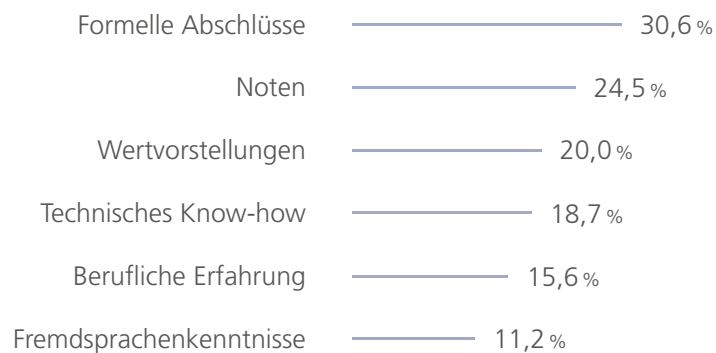 Formelle Abschlüsse 30,6 %
Noten 24,5 %
Wertvorstellungen 20,0 %
Technisches Know-how 18,7 %
Berufliche Erfahrung 15,6 %
Fremdsprachenkenntnisse 11,2 %